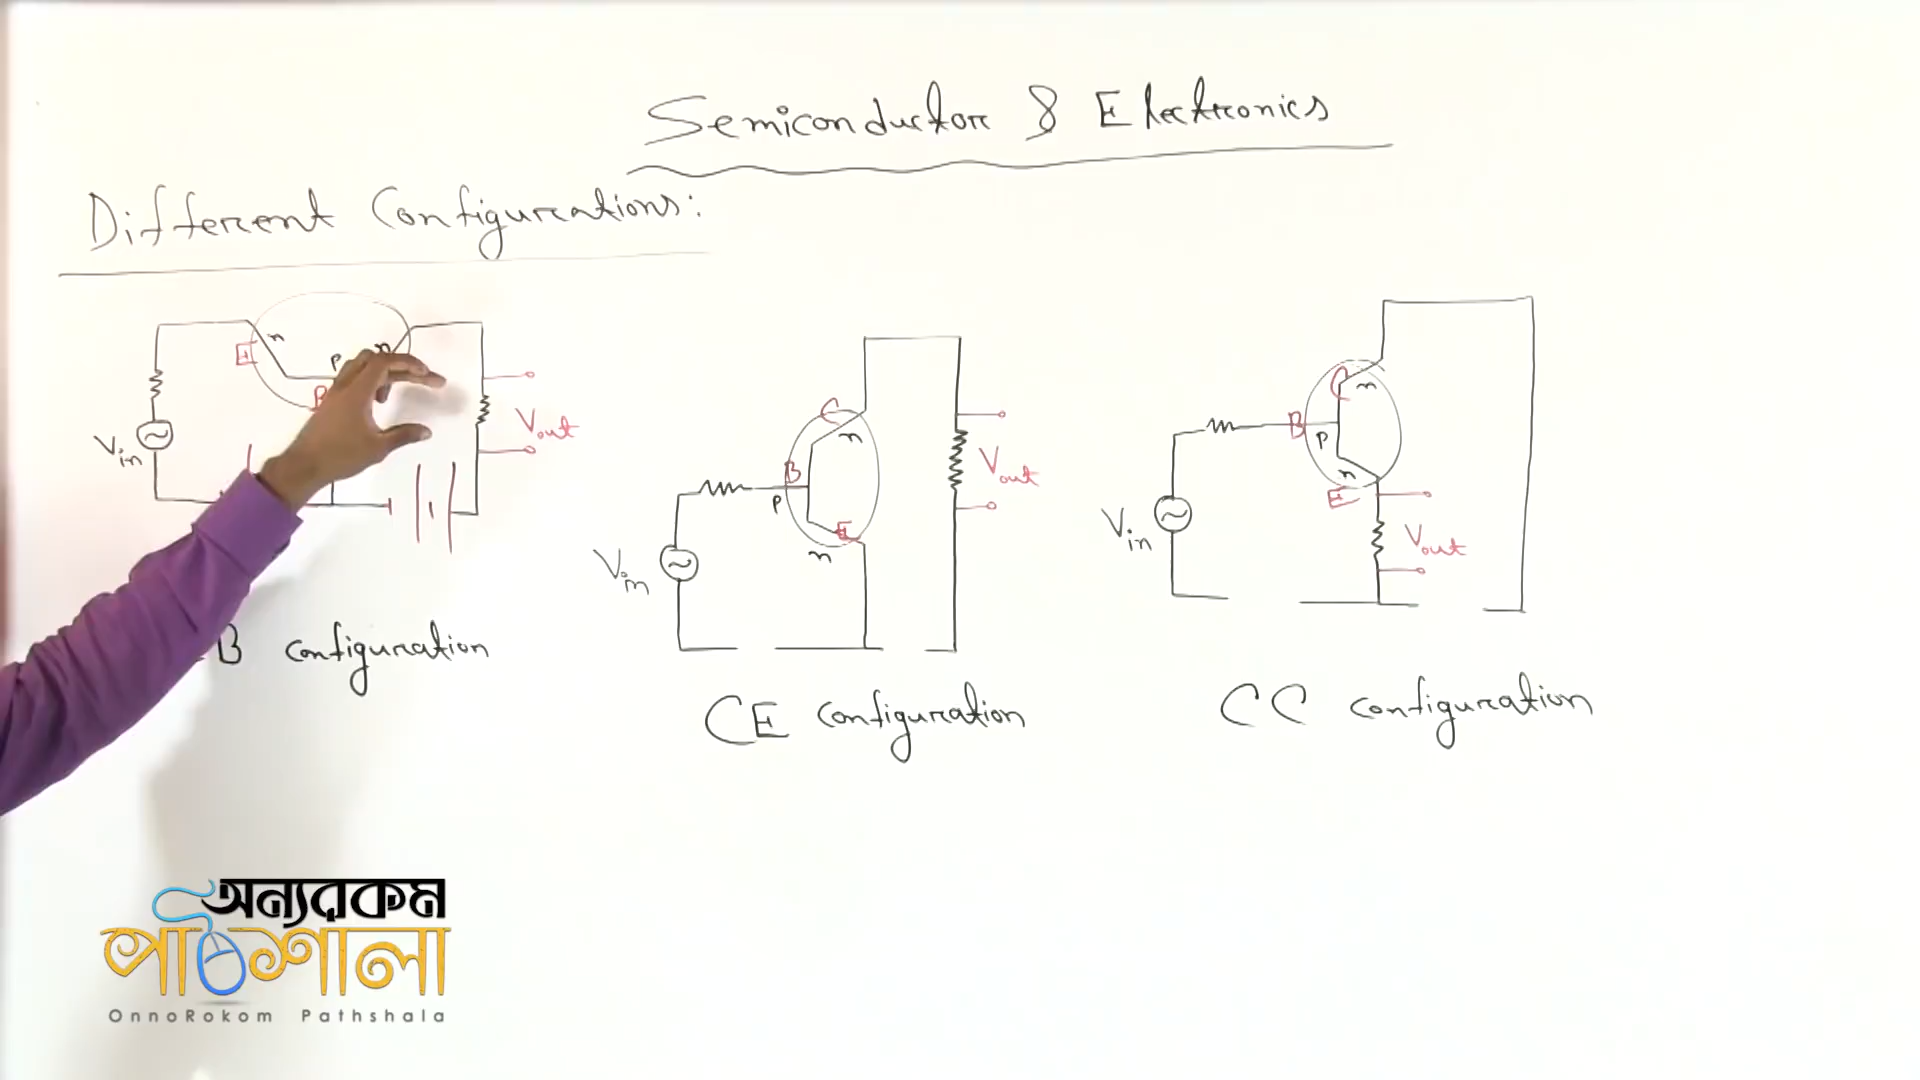 Semiconductor & Electronics
Different Configurations:
n
E
P
n
B
Vin
Vout
B configuration
C
n
B
P
E
n
Vin
Vout
CE configuration
C
n
B
P
n
E
Vin
Vout
CC configuration
অন্যরকম
পাঠশালা
OnnoRokom Pathshala